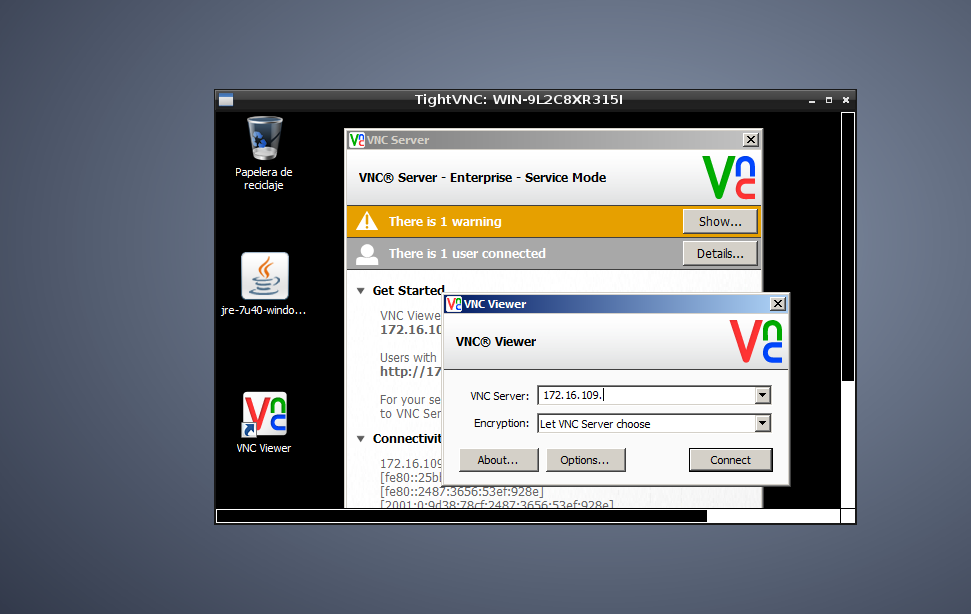 TightVNC: WIN-9L2C8XR315I
Papelera de
reciclaje
jre-7u40-windo...
VNC Viewer
VNC Server
VNC® Server - Enterprise - Service Mode
There is 1 warning
Show...
There is 1 user connected
Details...
Get Started
VNC Viewe
172.16.10
Users with
http://17
For your se
to VNC Ser
Connectivit
172.16.109
[fe80::25bl
[fe80::2487:3656:53ef:928e]
[2001:0:9d38:78cf:2487:3656:53ef:928e]
VNC Viewer
VNC® Viewer
VNC Server:
172.16.109.
Encryption:
Let VNC Server choose
About...
Options...
Connect